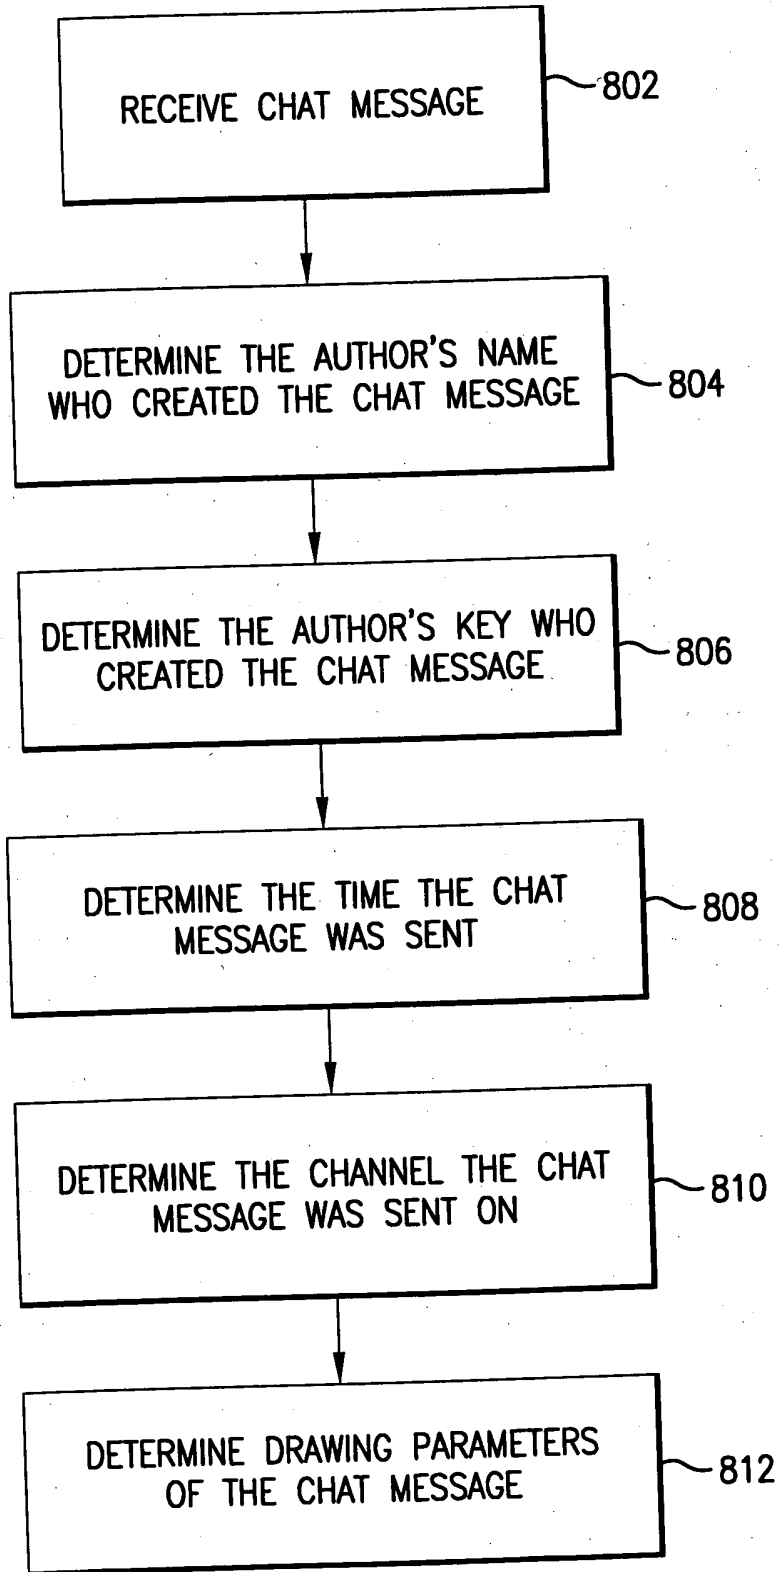 RECEIVE CHAT MESSAGE
802
DETERMINE THE AUTHOR'S NAME
WHO CREATED THE CHAT MESSAGE
804
DETERMINE THE AUTHOR'S KEY WHO
CREATED THE CHAT MESSAGE
806
DETERMINE THE TIME THE CHAT
MESSAGE WAS SENT
808
DETERMINE THE CHANNEL THE CHAT
MESSAGE WAS SENT ON
810
DETERMINE DRAWING PARAMETERS
OF THE CHAT MESSAGE
812